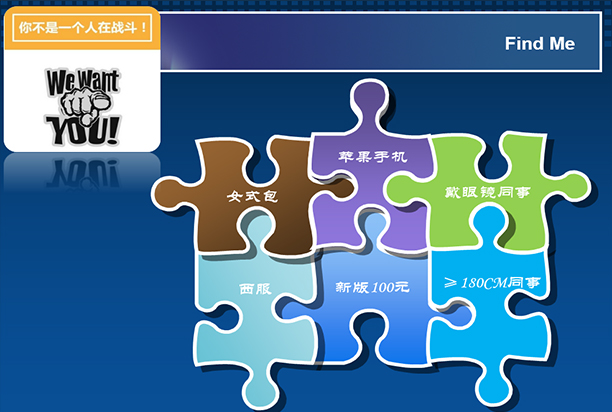 你不是一个人在战斗！
Find Me
We Want
YOU!
苹果手机
女式包
戴眼镜同事
西服
新版100元
≥180CM同事